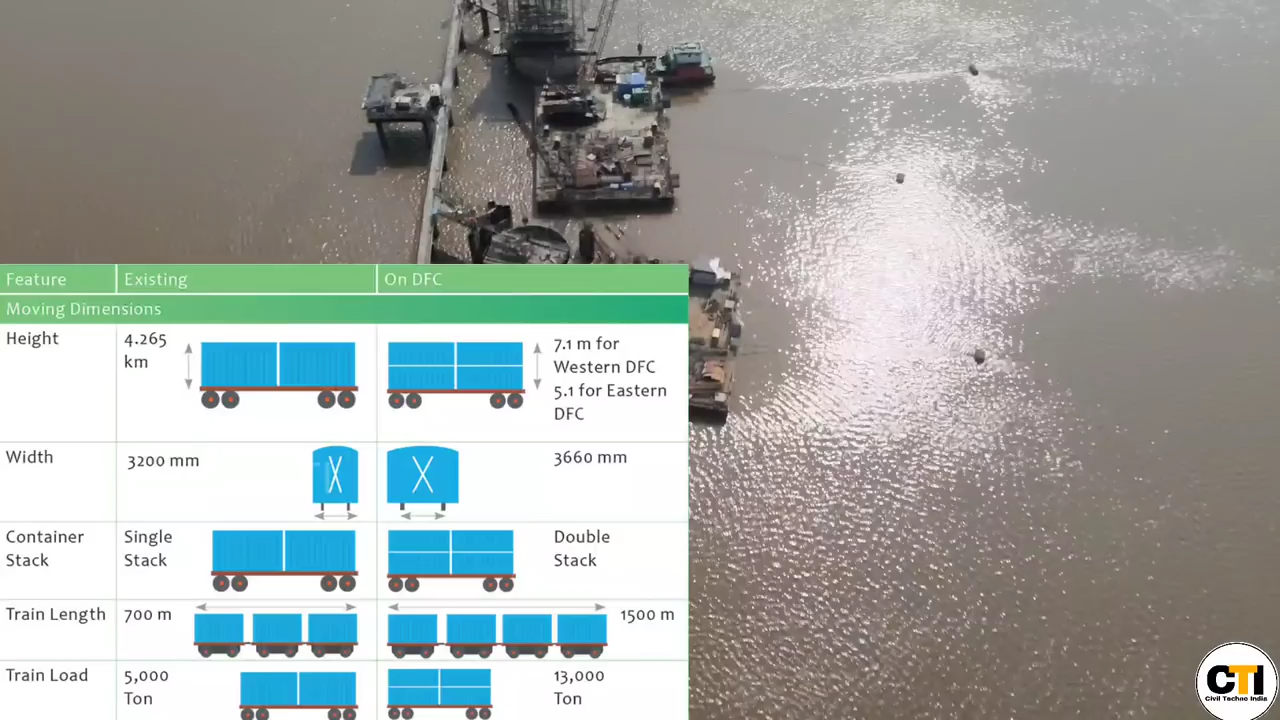 Feature Existing On DFC
Moving Dimensions
Height
4.265
km
7.1 m for
Western DFC
5.1 for Eastern
DFC
Width
3200 mm
3660 mm
Container
Stack
Single
Stack
Double
Stack
Train Length
700 m
1500 m
Train Load
5,000
Ton
13,000
Ton
CTI
Civil Techno India